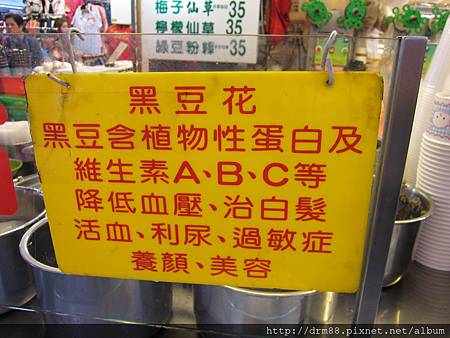 梅子仙草 35
檸檬仙草 35
綠豆粉粿 35
黑豆花
黑豆含植物性蛋白及
維生素A、B、C等
降低血壓、治白髮
活血、利尿、過敏症
養顏、美容
http://drm88.pixnet.net/album